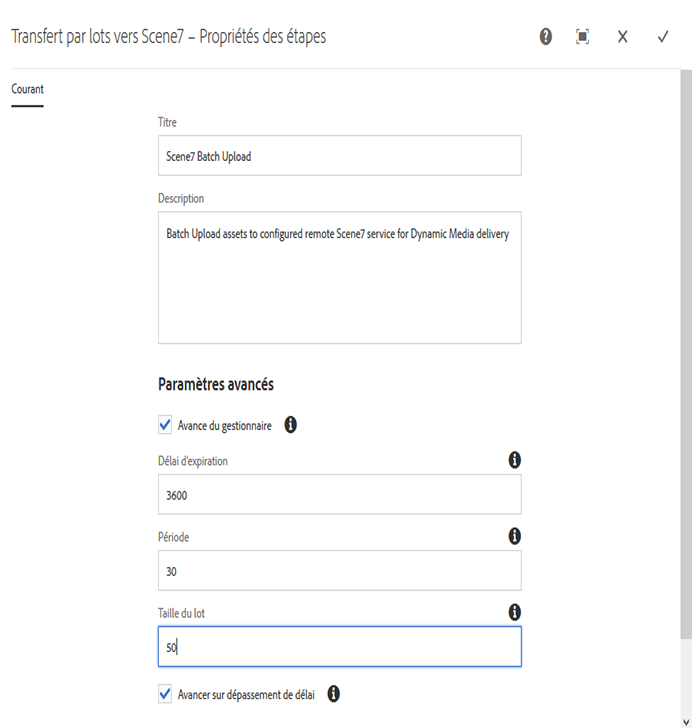 Transfert par lots vers Scene7 – Propriétés des étapes
Courant
Titre
Scene7 Batch Upload
Description
Batch Upload assets to configured remote Scene7 service for Dynamic Media delivery
Paramètres avancés
Avance du gestionnaire
Délai d'expiration
3600
Période
30
Taille du lot
50
Avancer sur dépassement de délai